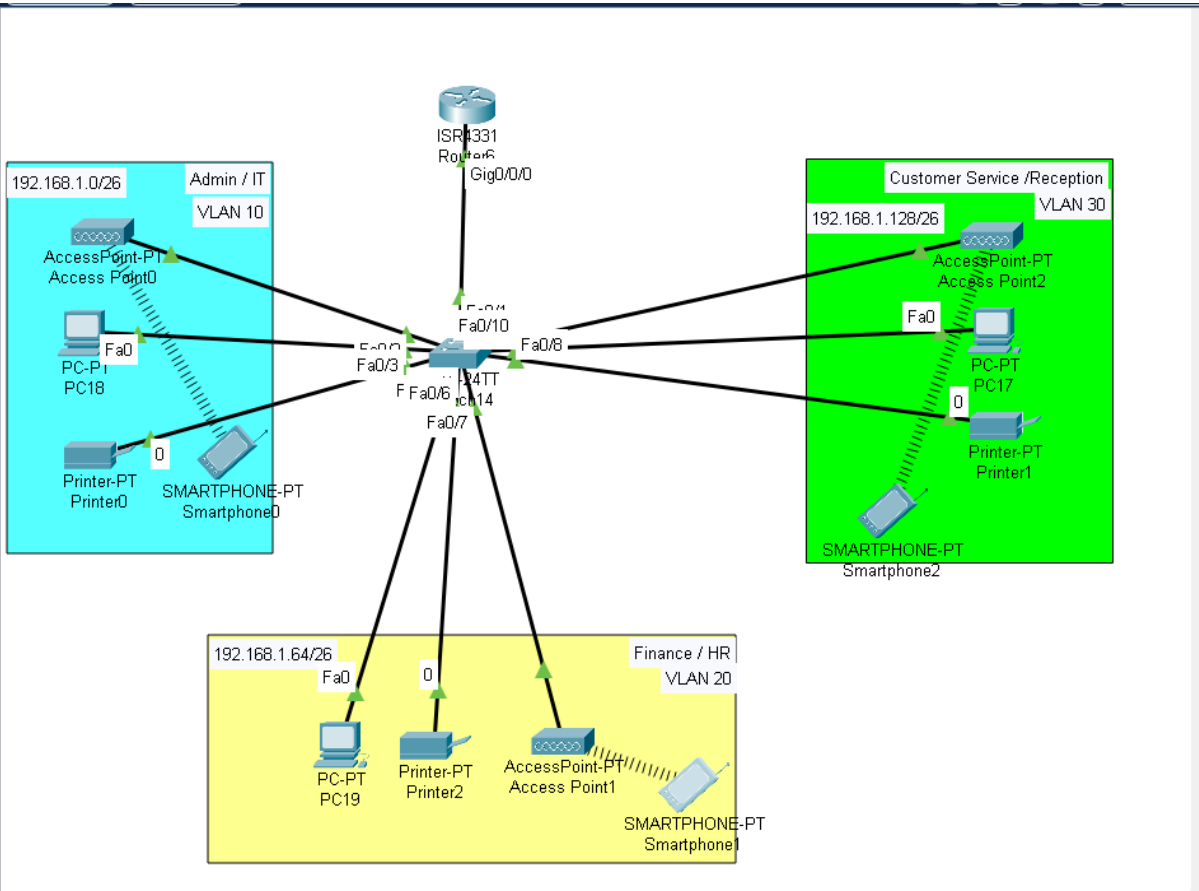 ISR4331
Router6
Gig0/0/0
192.168.1.0/26
Admin / IT
VLAN 10
AccessPoint-PT
Access Point0
Fa0
PC-PT
PC18
0
Printer-PT
Printer0
SMARTPHONE-PT
Smartphone0
Fa0/10
Fa0/8
Fa0/3
24TT
Fa0/6
Fa0/7
Customer Service /Reception
VLAN 30
192.168.1.128/26
AccessPoint-PT
Access Point2
Fa0
PC-PT
PC17
0
Printer-PT
Printer1
SMARTPHONE-PT
Smartphone2
192.168.1.64/26
Finance / HR
VLAN 20
Fa0
0
PC-PT
PC19
Printer-PT
Printer2
AccessPoint-PT
Access Point1
SMARTPHONE-PT
Smartphone1